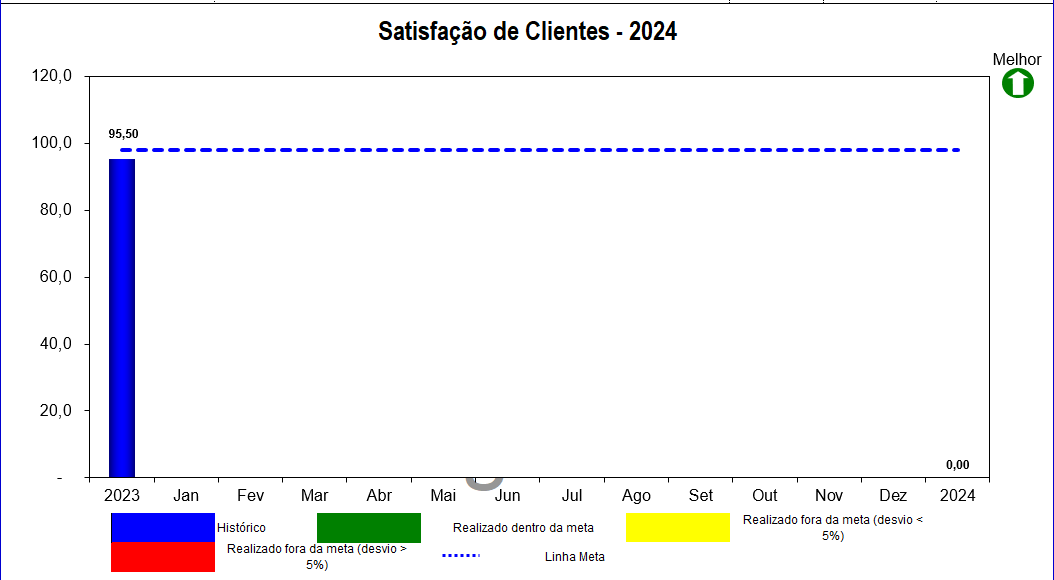 Satisfação de Clientes - 2024
Melhor
120,0
100,0
80,0
60,0
40,0
20,0
-
95,50
0,00
2023 Jan Fev Mar Abr Mai Jun Jul Ago Set Out Nov Dez 2024
Histórico
Realizado dentro da meta
Realizado fora da meta (desvio <
5%)
Realizado fora da meta (desvio >
5%)
Linha Meta